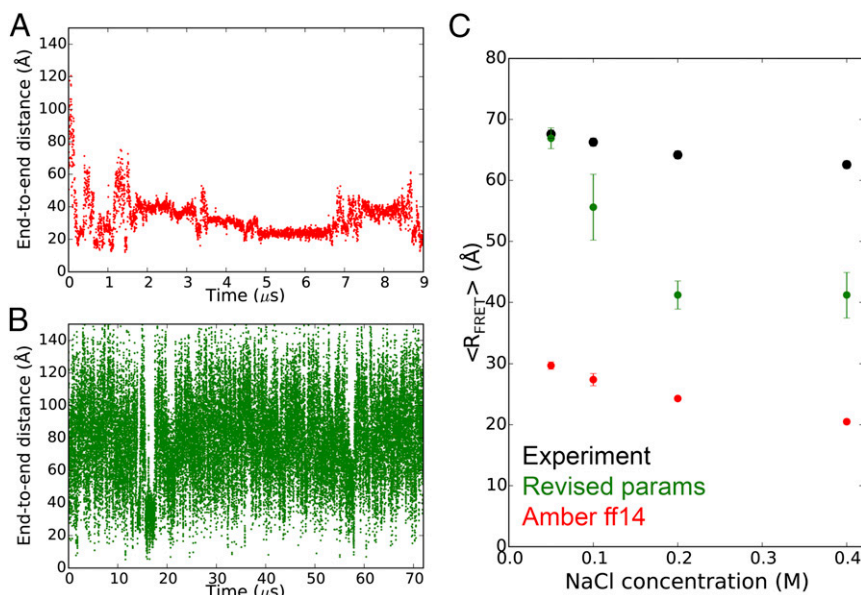 A
End-to-end distance (Å)
140
120
100
80
60
40
20
0
0 1 2 3 4 5 6 7 8 9
Time (μs)
B
End-to-end distance (Å)
140
120
100
80
60
40
20
0
0 10 20 30 40 50 60 70
Time (μs)
C
<R_FRET> (Å)
80
70
60
50
40
30
20
10
0
Experiment
Revised params
Amber ff14
0.0 0.1 0.2 0.3 0.4
NaCl concentration (M)